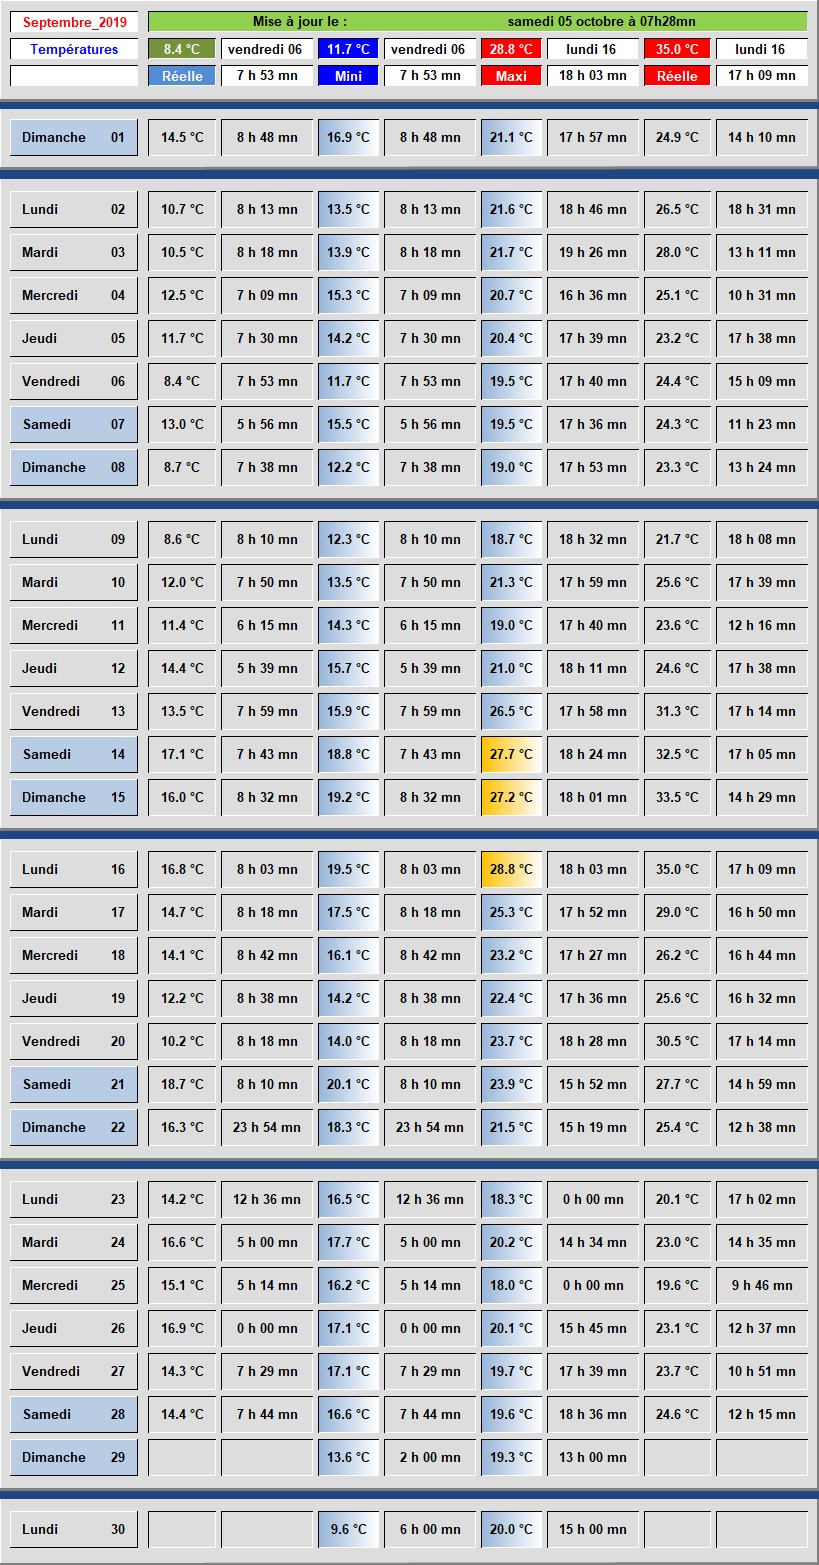 Septembre_2019 Mise à jour le : samedi 05 octobre à 07h28mn
Températures 8.4 °C vendredi 06 11.7 °C vendredi 06 28.8 °C lundi 16 35.0 °C lundi 16
Réelle 7 h 53 mn Mini 7 h 53 mn Maxi 18 h 03 mn Réelle 17 h 09 mn
Dimanche 01 14.5 °C 8 h 48 mn 16.9 °C 8 h 48 mn 21.1 °C 17 h 57 mn 24.9 °C 14 h 10 mn
Lundi 02 10.7 °C 8 h 13 mn 13.5 °C 8 h 13 mn 21.6 °C 18 h 46 mn 26.5 °C 18 h 31 mn
Mardi 03 10.5 °C 8 h 18 mn 13.9 °C 8 h 18 mn 21.7 °C 19 h 26 mn 28.0 °C 13 h 11 mn
Mercredi 04 12.5 °C 7 h 09 mn 15.3 °C 7 h 09 mn 20.7 °C 16 h 36 mn 25.1 °C 10 h 31 mn
Jeudi 05 11.7 °C 7 h 30 mn 14.2 °C 7 h 30 mn 20.4 °C 17 h 39 mn 23.2 °C 17 h 38 mn
Vendredi 06 8.4 °C 7 h 53 mn 11.7 °C 7 h 53 mn 19.5 °C 17 h 40 mn 24.4 °C 15 h 09 mn
Samedi 07 13.0 °C 5 h 56 mn 15.5 °C 5 h 56 mn 19.5 °C 17 h 36 mn 24.3 °C 11 h 23 mn
Dimanche 08 8.7 °C 7 h 38 mn 12.2 °C 7 h 38 mn 19.0 °C 17 h 53 mn 23.3 °C 13 h 24 mn
Lundi 09 8.6 °C 8 h 10 mn 12.3 °C 8 h 10 mn 18.7 °C 18 h 32 mn 21.7 °C 18 h 08 mn
Mardi 10 12.0 °C 7 h 50 mn 13.5 °C 7 h 50 mn 21.3 °C 17 h 59 mn 25.6 °C 17 h 39 mn
Mercredi 11 11.4 °C 6 h 15 mn 14.3 °C 6 h 15 mn 19.0 °C 17 h 40 mn 23.6 °C 12 h 16 mn
Jeudi 12 14.4 °C 5 h 39 mn 15.7 °C 5 h 39 mn 21.0 °C 18 h 11 mn 24.6 °C 17 h 38 mn
Vendredi 13 13.5 °C 7 h 59 mn 15.9 °C 7 h 59 mn 26.5 °C 17 h 58 mn 31.3 °C 17 h 14 mn
Samedi 14 17.1 °C 7 h 43 mn 18.8 °C 7 h 43 mn 27.7 °C 18 h 24 mn 32.5 °C 17 h 05 mn
Dimanche 15 16.0 °C 8 h 32 mn 19.2 °C 8 h 32 mn 27.2 °C 18 h 01 mn 33.5 °C 14 h 29 mn
Lundi 16 16.8 °C 8 h 03 mn 19.5 °C 8 h 03 mn 28.8 °C 18 h 03 mn 35.0 °C 17 h 09 mn
Mardi 17 14.7 °C 8 h 18 mn 17.5 °C 8 h 18 mn 25.3 °C 17 h 52 mn 29.0 °C 16 h 50 mn
Mercredi 18 14.1 °C 8 h 42 mn 16.1 °C 8 h 42 mn 23.2 °C 17 h 27 mn 26.2 °C 16 h 44 mn
Jeudi 19 12.2 °C 8 h 38 mn 14.2 °C 8 h 38 mn 22.4 °C 17 h 36 mn 25.6 °C 16 h 32 mn
Vendredi 20 10.2 °C 8 h 18 mn 14.0 °C 8 h 18 mn 23.7 °C 18 h 28 mn 30.5 °C 17 h 14 mn
Samedi 21 18.7 °C 8 h 10 mn 20.1 °C 8 h 10 mn 23.9 °C 15 h 52 mn 27.7 °C 14 h 59 mn
Dimanche 22 16.3 °C 23 h 54 mn 18.3 °C 23 h 54 mn 21.5 °C 15 h 19 mn 25.4 °C 12 h 38 mn
Lundi 23 14.2 °C 12 h 36 mn 16.5 °C 12 h 36 mn 18.3 °C 0 h 00 mn 20.1 °C 17 h 02 mn
Mardi 24 16.6 °C 5 h 00 mn 17.7 °C 5 h 00 mn 20.2 °C 14 h 34 mn 23.0 °C 14 h 35 mn
Mercredi 25 15.1 °C 5 h 14 mn 16.2 °C 5 h 14 mn 18.0 °C 0 h 00 mn 19.6 °C 9 h 46 mn
Jeudi 26 16.9 °C 0 h 00 mn 17.1 °C 0 h 00 mn 20.1 °C 15 h 45 mn 23.1 °C 12 h 37 mn
Vendredi 27 14.3 °C 7 h 29 mn 17.1 °C 7 h 29 mn 19.7 °C 17 h 39 mn 23.7 °C 10 h 51 mn
Samedi 28 14.4 °C 7 h 44 mn 16.6 °C 7 h 44 mn 19.6 °C 18 h 36 mn 24.6 °C 12 h 15 mn
Dimanche 29 13.6 °C 2 h 00 mn 19.3 °C 13 h 00 mn
Lundi 30 9.6 °C 6 h 00 mn 20.0 °C 15 h 00 mn